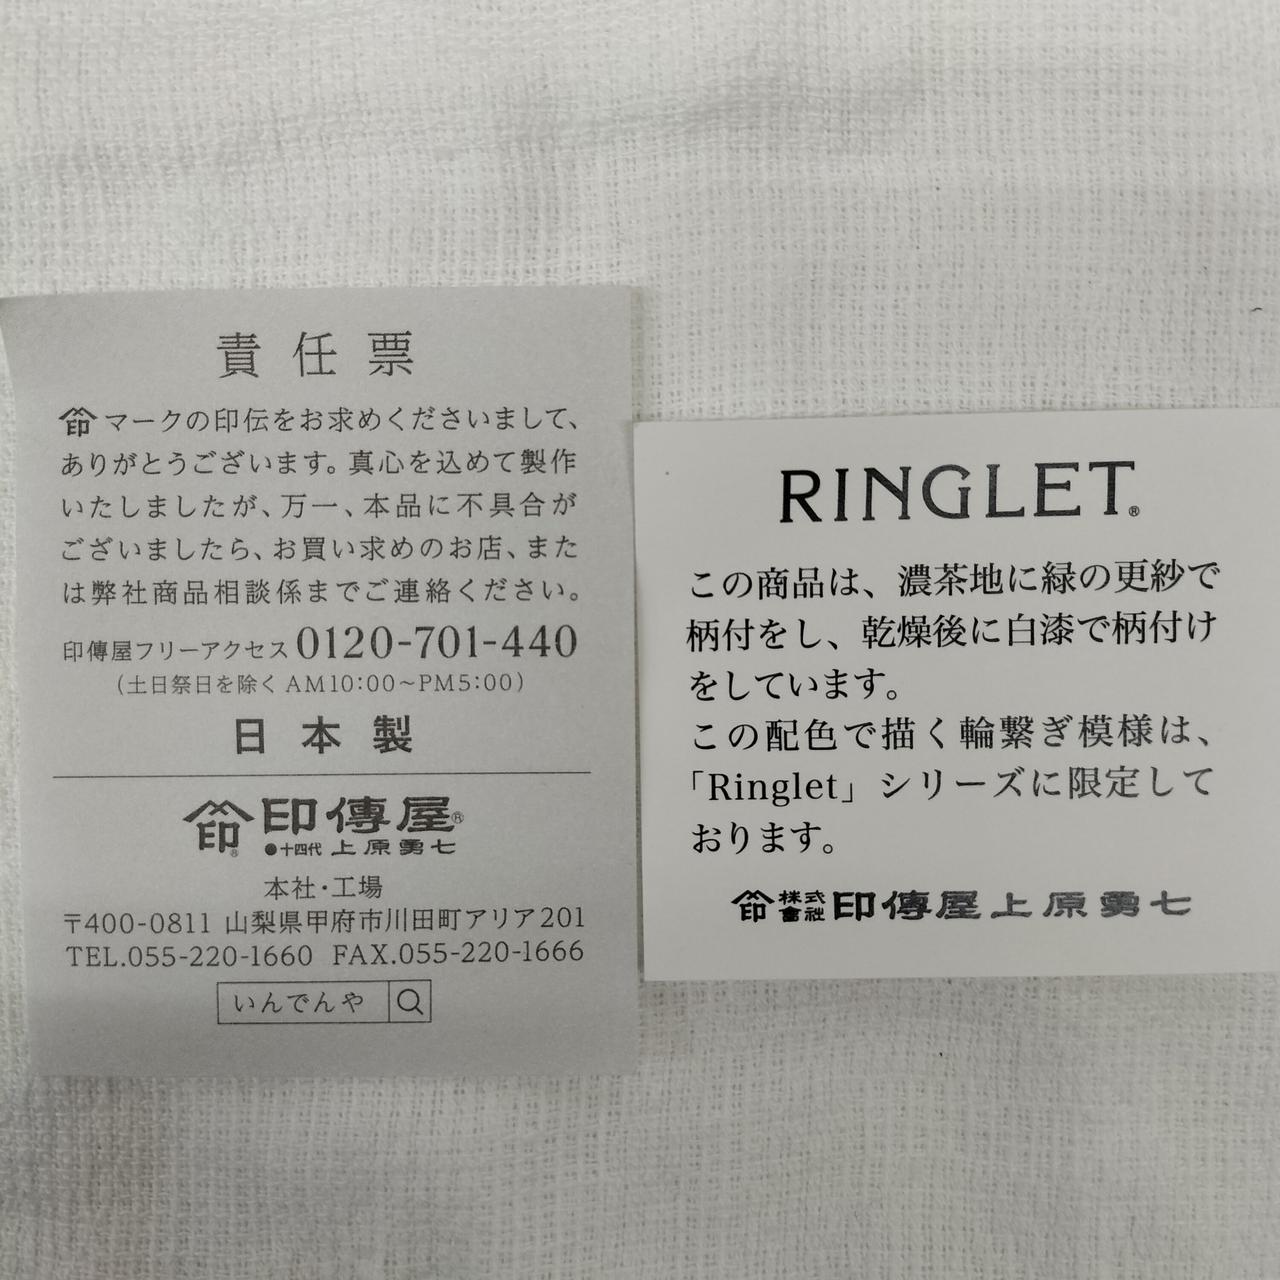 責任票
印マークの印伝をお求めくださいまして、
ありがとうございます。真心を込めて製作
いたしましたが、万一、本品に不具合が
ございましたら、お買い求めのお店、また
は弊社商品相談係までご連絡ください。
印傳屋フリーアクセス 0120-701-440
（土日祭日を除くAM10:00〜PM5:00）
日本製
印 印傳屋®
●十四代 上原勇七
本社・工場
〒400-0811 山梨県甲府市川田町アリア201
TEL.055-220-1660 FAX.055-220-1666
いんでんや
RINGLET®
この商品は、濃茶地に緑の更紗で
柄付をし、乾燥後に白漆で柄付け
をしています。
この配色で描く輪繋ぎ模様は、
「Ringlet」シリーズに限定して
おります。
印 株式會社 印傳屋上原勇七